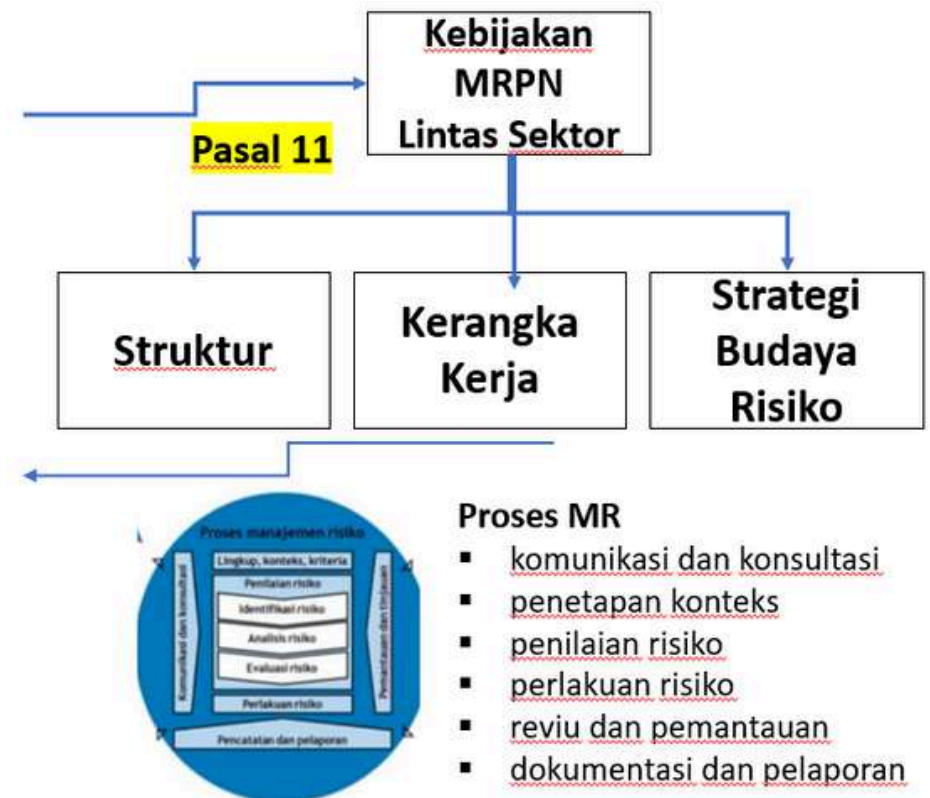 Kebijakan
MRPN
Lintas Sektor
Pasal 11
Struktur
Kerangka
Kerja
Strategi
Budaya
Risiko
Proses manajemen risiko
Lingkup, konteks, kriteria
Penilaian risiko
Identifikasi risiko
Analisis risiko
Evaluasi risiko
Perlakuan risiko
Komunikasi dan konsultasi
Pemantauan dan tinjauan
Pencatatan dan pelaporan
Proses MR
▪ komunikasi dan konsultasi
▪ penetapan konteks
▪ penilaian risiko
▪ perlakuan risiko
▪ reviu dan pemantauan
▪ dokumentasi dan pelaporan